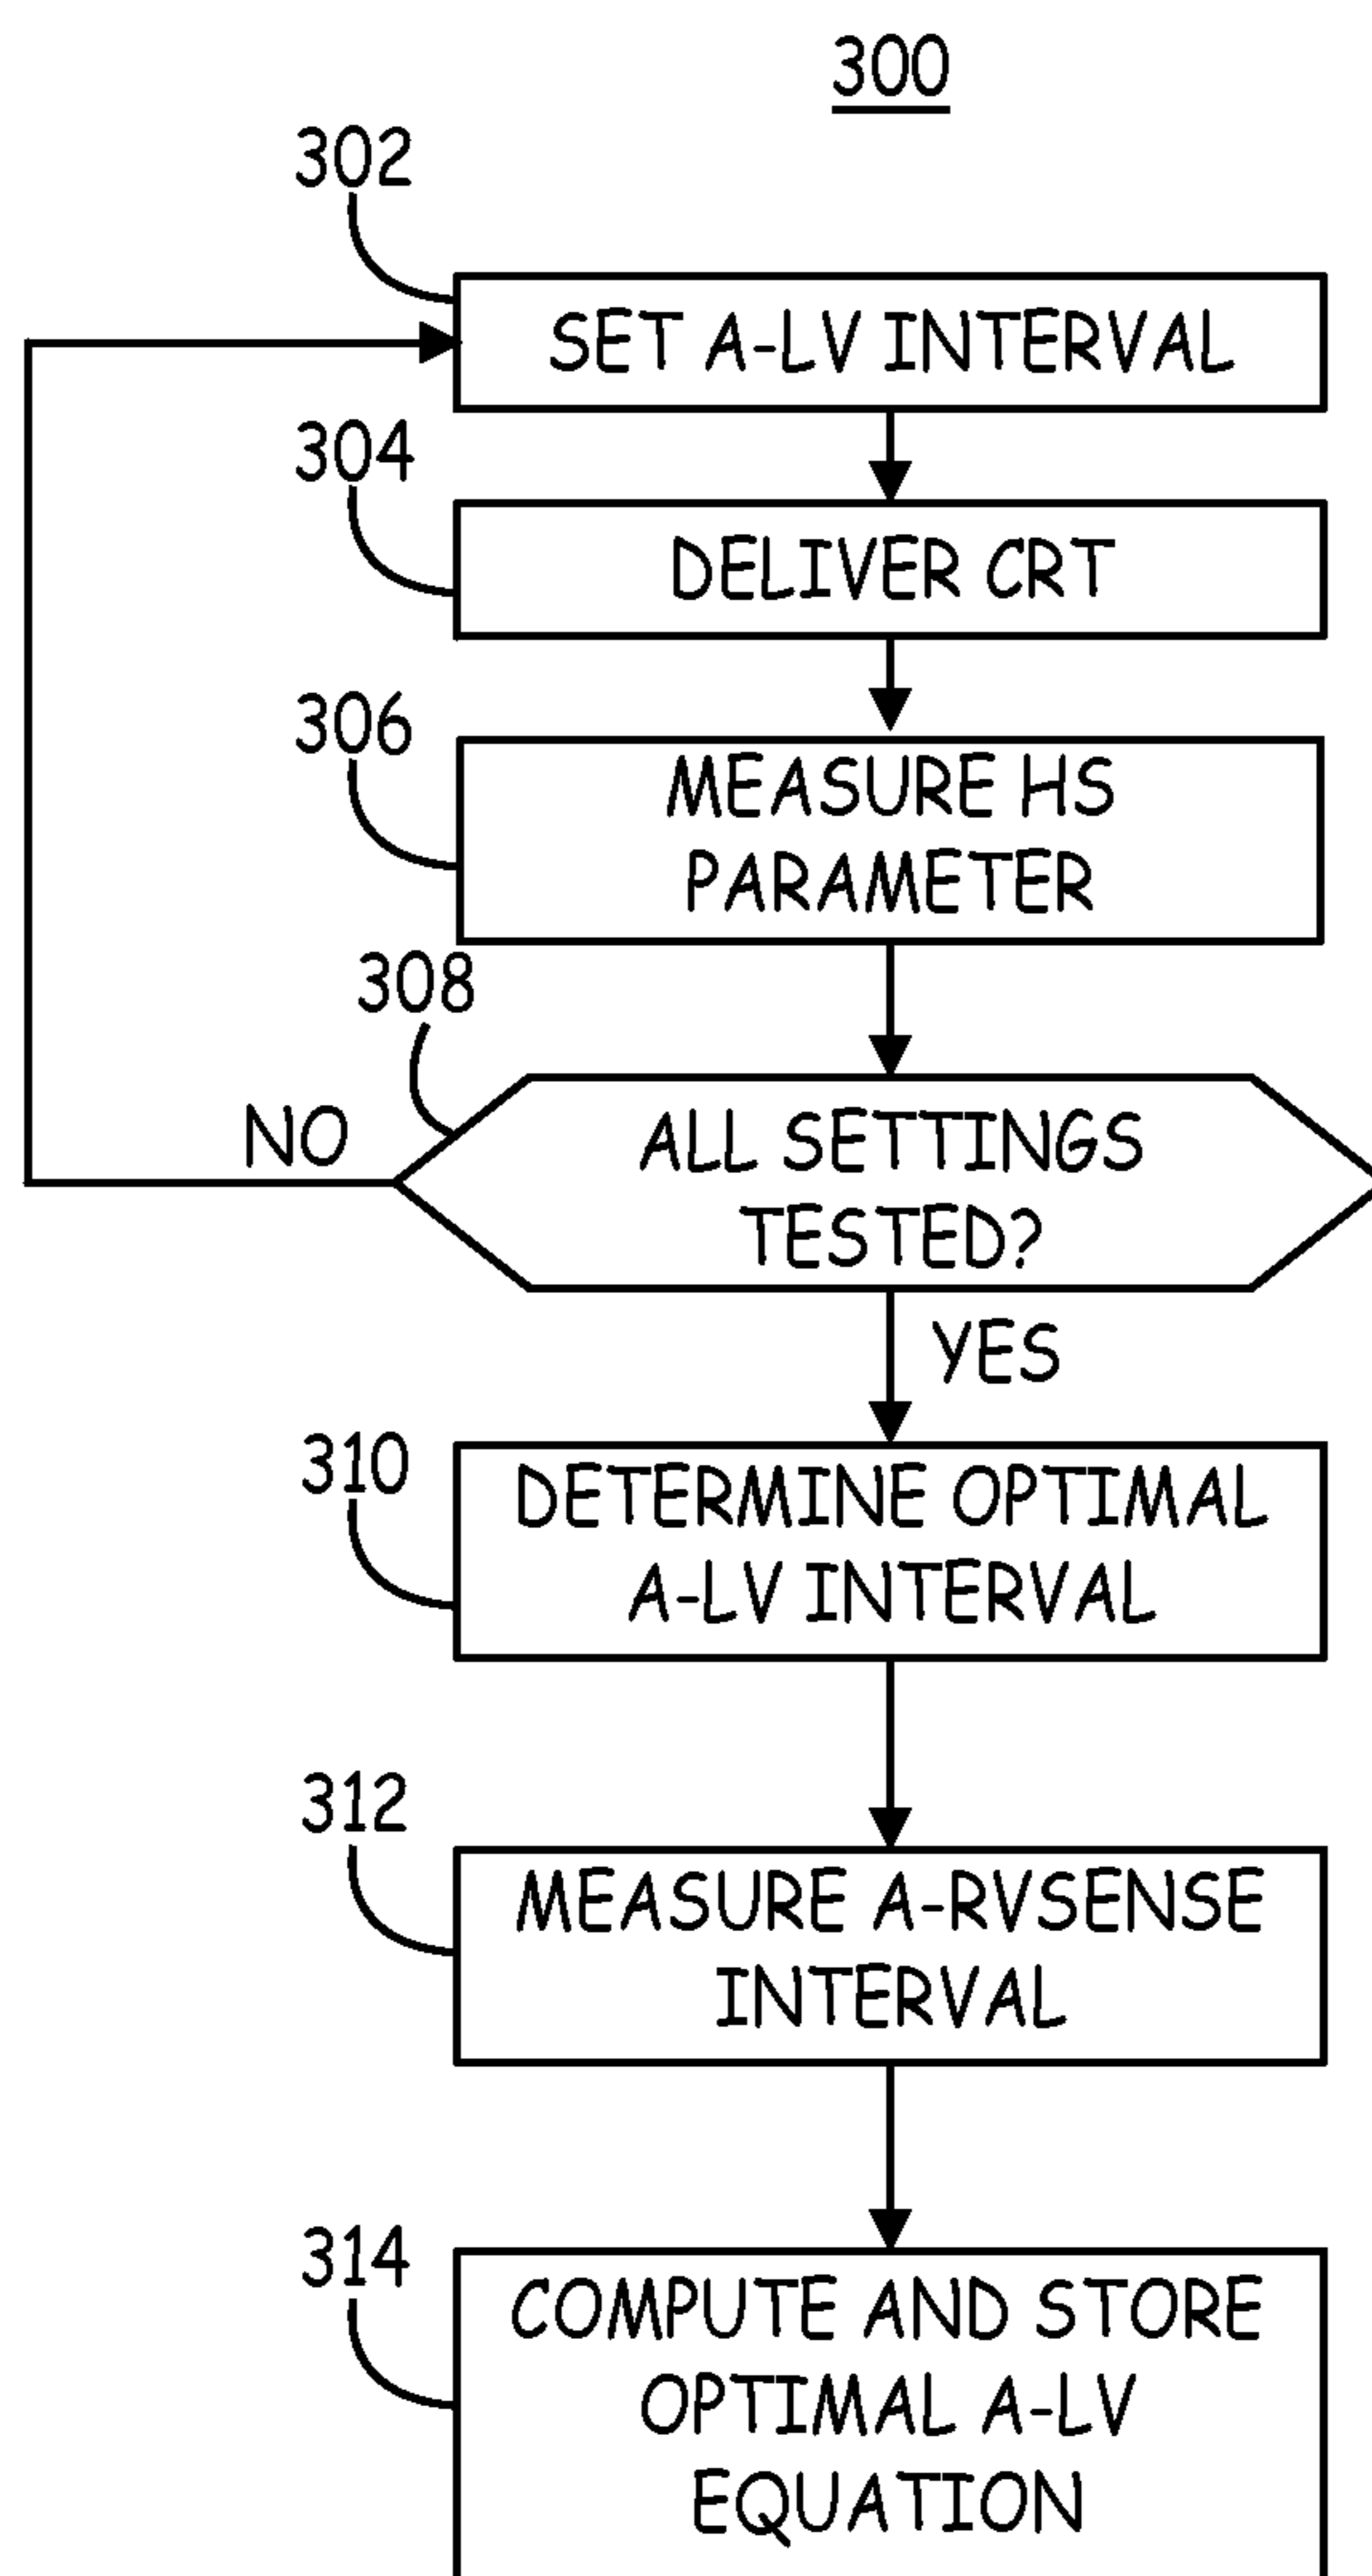 300
302
SET A-LV INTERVAL
304
DELIVER CRT
306
MEASURE HS
PARAMETER
308
NO
ALL SETTINGS
TESTED?
YES
310
DETERMINE OPTIMAL
A-LV INTERVAL
312
MEASURE A-RVSENSE
INTERVAL
314
COMPUTE AND STORE
OPTIMAL A-LV
EQUATION